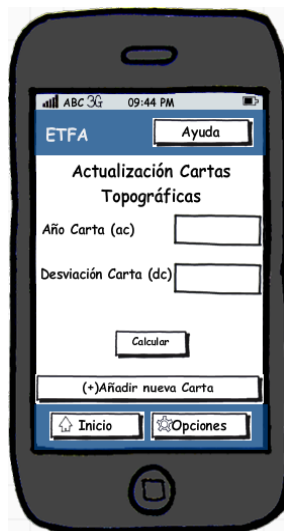 ABC 3G 09:44 PM
ETFA Ayuda
Actualización Cartas
Topográficas
Año Carta (ac)
Desviación Carta (dc)
Calcular
(+)Añadir nueva Carta
Inicio Opciones